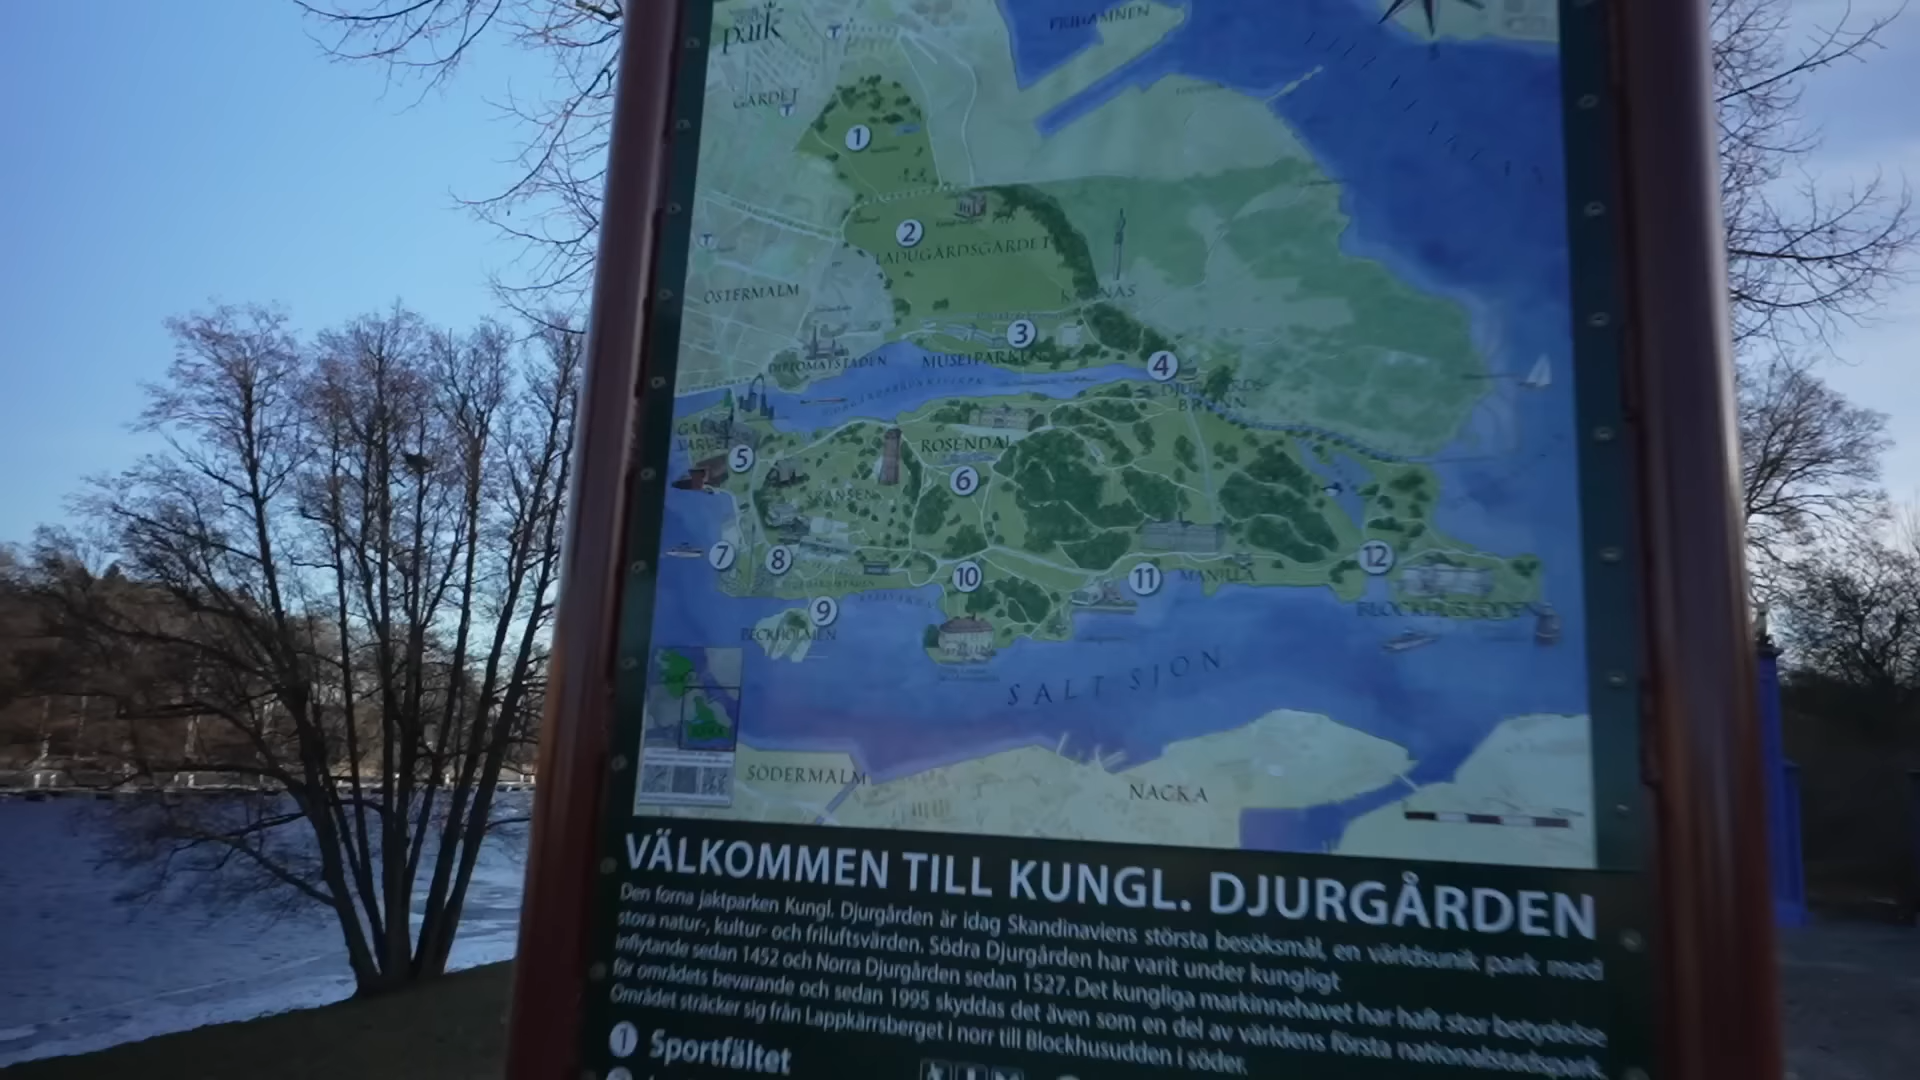 park
FRIHAMNEN
GÄRDET
1
2
LADUGÅRDSGÄRDET
ÖSTERMALM
KAKNÄS
3
DIPLOMATSTADEN
MUSEIPARKEN
4
DJURGÅRDS-
BRUNN
DJURGÅRDSBRUNNSVIKEN
GALÄR-
VARVET
ROSENDAL
5
6
SKANSEN
7
8
10
11
MANILLA
12
9
BECKHOLMEN
BLOCKHUSUDDEN
SALTSJÖN
SÖDERMALM
NACKA
VÄLKOMMEN TILL KUNGL. DJURGÅRDEN
Den forna jaktparken Kungl. Djurgården är idag Skandinaviens största besöksmål, en världsunik park med
stora natur-, kultur- och friluftsvärden. Södra Djurgården har varit under kungligt
inflytande sedan 1452 och Norra Djurgården sedan 1527. Det kungliga markinnehavet har haft stor betydelse
för områdets bevarande och sedan 1995 skyddas det även som en del av världens första nationalstadspark.
Området sträcker sig från Lappkärrsberget i norr till Blockhusudden i söder.
1 Sportfältet